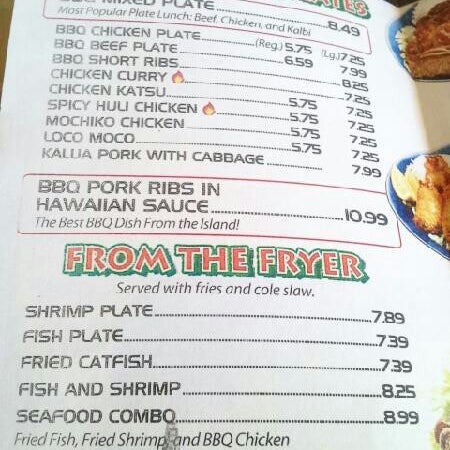 BBQ MIXED PLATE 8.49
Most Popular Plate Lunch: Beef, Chicken, and Kalbi
BBQ CHICKEN PLATE (Reg.) 5.75 (Lg.) 7.25
BBQ BEEF PLATE 6.59 7.99
BBQ SHORT RIBS 8.25
CHICKEN CURRY 7.25
CHICKEN KATSU 5.75 7.25
SPICY HULI CHICKEN 7.25
MOCHIKO CHICKEN 5.75 7.25
LOCO MOCO 5.75 7.25
KALUA PORK WITH CABBAGE 7.99
BBQ PORK RIBS IN
HAWAIIAN SAUCE 10.99
The Best BBQ Dish From the Island!
FROM THE FRYER
Served with fries and cole slaw.
SHRIMP PLATE 7.89
FISH PLATE 7.39
FRIED CATFISH 7.39
FISH AND SHRIMP 8.25
SEAFOOD COMBO 8.99
Fried Fish, Fried Shrimp, and BBQ Chicken